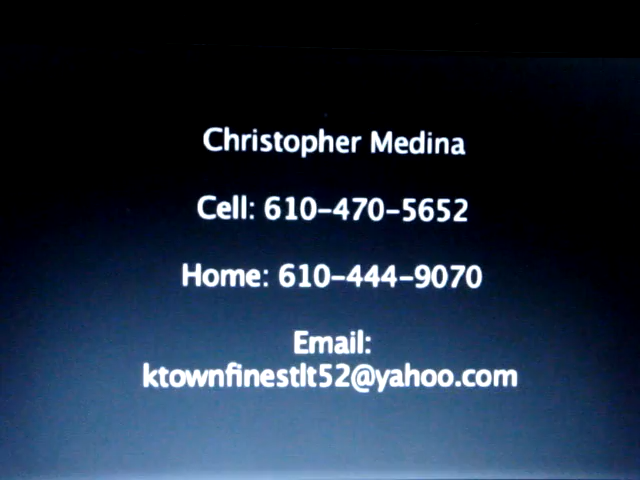 Christopher Medina
Cell: 610-470-5652
Home: 610-444-9070
Email:
ktownfinestlt52@yahoo.com